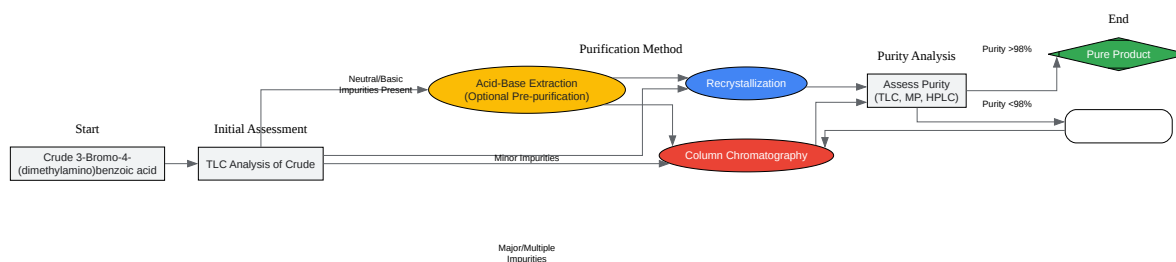 Start
Crude 3-Bromo-4-
(dimethylamino)benzoic acid
Initial Assessment
TLC Analysis of Crude
Neutral/Basic
Impurities Present
Minor Impurities
Major/Multiple
Impurities
Purification Method
Acid-Base Extraction
(Optional Pre-purification)
Recrystallization
Column Chromatography
Purity Analysis
Assess Purity
(TLC, MP, HPLC)
Purity >98%
Purity <98%
End
Pure Product